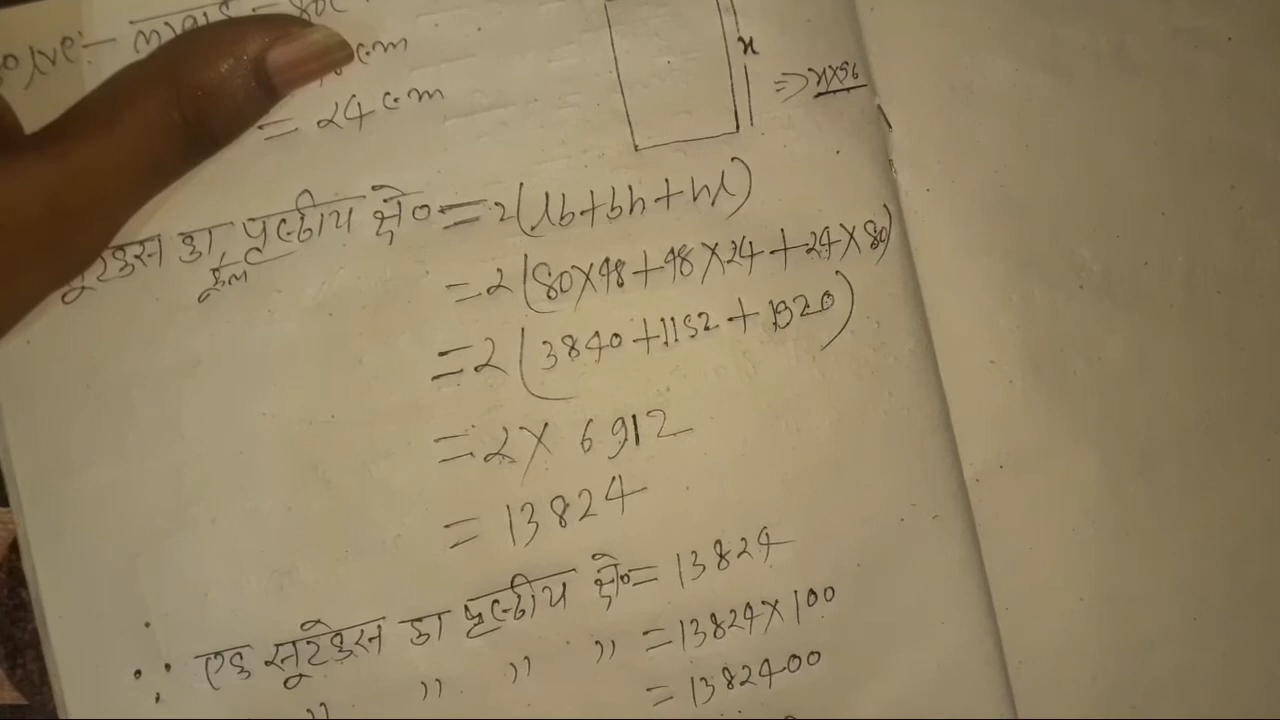 = 24 cm
x
=> x×96
सूटकेस का कुल पृष्ठीय क्षे० = 2(lb+bh+hl)
= 2(80×48+48×24+24×80)
= 2(3840+1152+1920)
= 2× 6912
= 13824
∵ एक सूटकेस का पृष्ठीय क्षे० = 13824
,, ,, ,, ,, = 13824×100
= 1382400